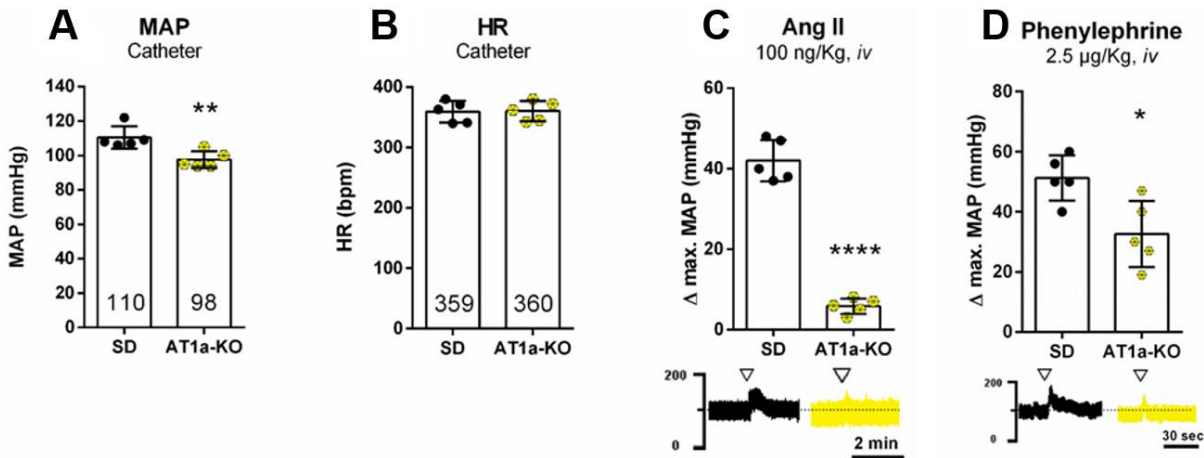 A
MAP
Catheter
MAP (mmHg)
140
120
100
80
60
40
20
0
**
110
98
SD
AT1a-KO
B
HR
Catheter
HR (bpm)
400
300
200
100
0
359
360
SD
AT1a-KO
C
Ang II
100 ng/Kg, iv
Δ max. MAP (mmHg)
60
40
20
0
****
SD
AT1a-KO
200
0
2 min
D
Phenylephrine
2.5 µg/Kg, iv
Δ max. MAP (mmHg)
80
60
40
20
0
*
SD
AT1a-KO
200
0
30 sec